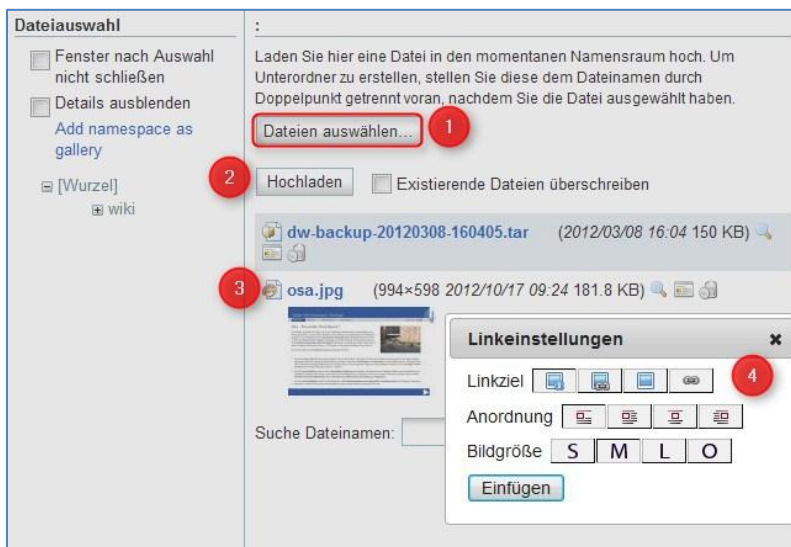 Dateiauswahl
Fenster nach Auswahl
nicht schließen
Details ausblenden
Add namespace as
gallery
[Wurzel]
wiki
:
Laden Sie hier eine Datei in den momentanen Namensraum hoch. Um
Unterordner zu erstellen, stellen Sie diese dem Dateinamen durch
Doppelpunkt getrennt voran, nachdem Sie die Datei ausgewählt haben.
Dateien auswählen... 1
2 Hochladen Existierende Dateien überschreiben
dw-backup-20120308-160405.tar (2012/03/08 16:04 150 KB)
3 osa.jpg (994×598 2012/10/17 09:24 181.8 KB)
Suche Dateinamen:
Linkeinstellungen ×
Linkziel 4
Anordnung
Bildgröße S M L O
Einfügen